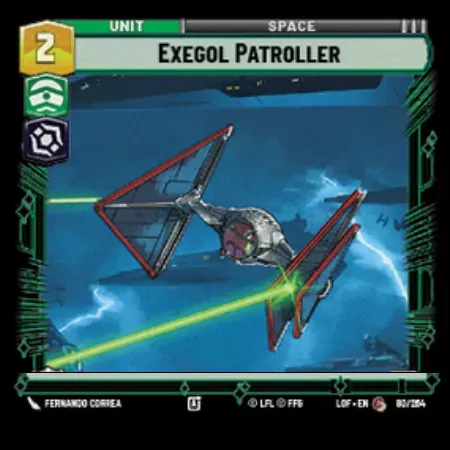 UNIT SPACE
2 EXEGOL PATROLLER
FERNANDO CORREA A © LFL Ⓟ FFG LOF • EN 80/264